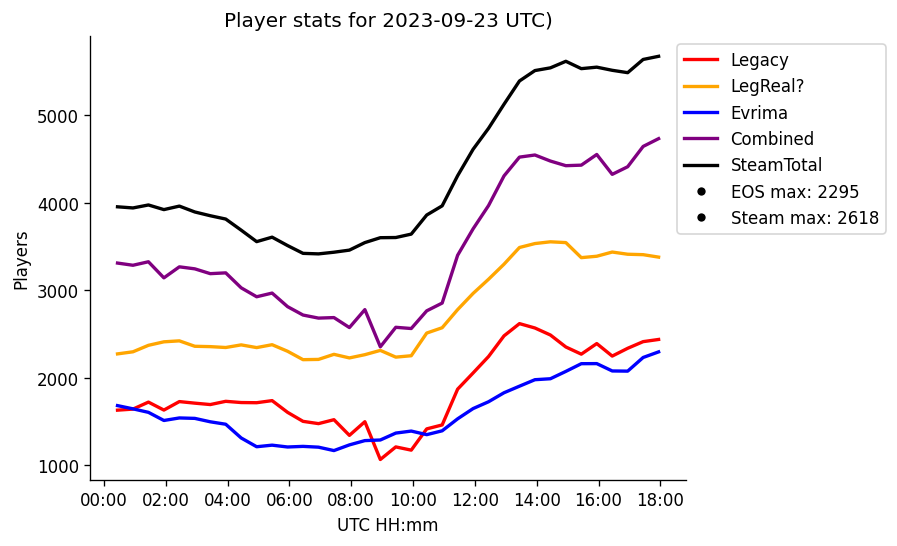 Player stats for 2023-09-23 UTC)
Legacy
LegReal?
Evrima
Combined
SteamTotal
EOS max: 2295
Steam max: 2618
Players
5000
4000
3000
2000
1000
00:00 02:00 04:00 06:00 08:00 10:00 12:00 14:00 16:00 18:00
UTC HH:mm